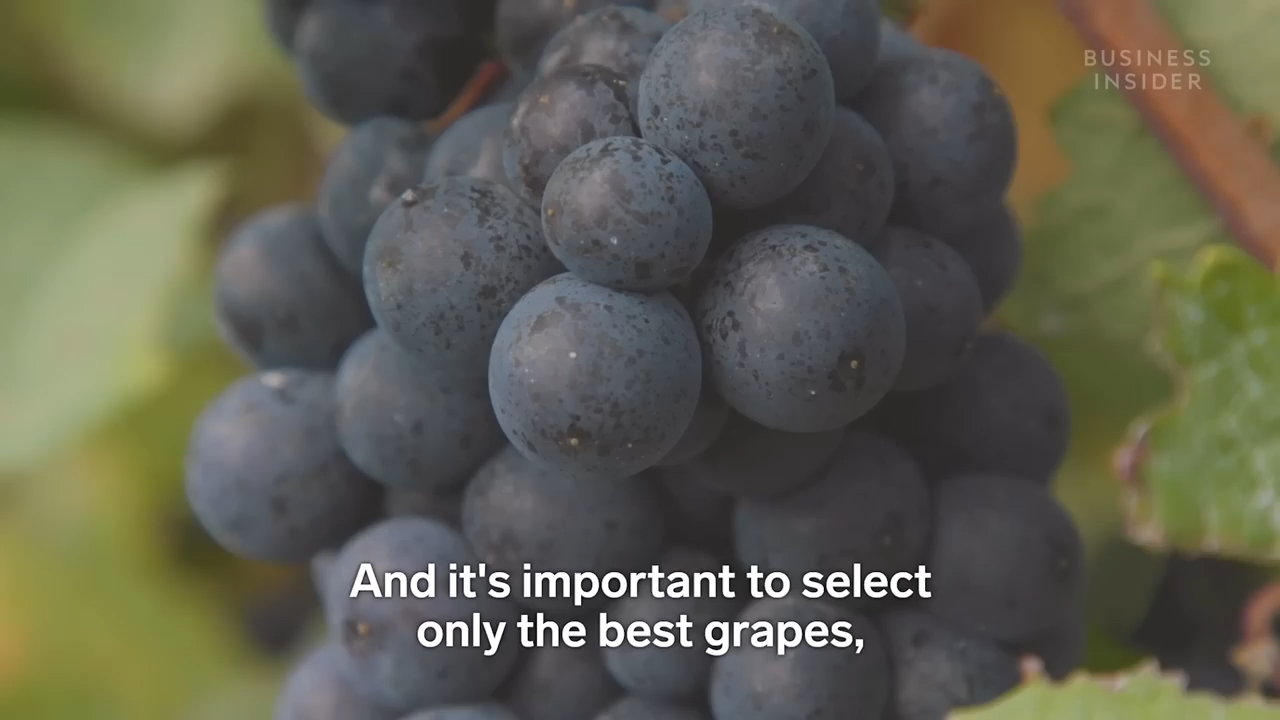 BUSINESS
INSIDER
And it's important to select
only the best grapes,